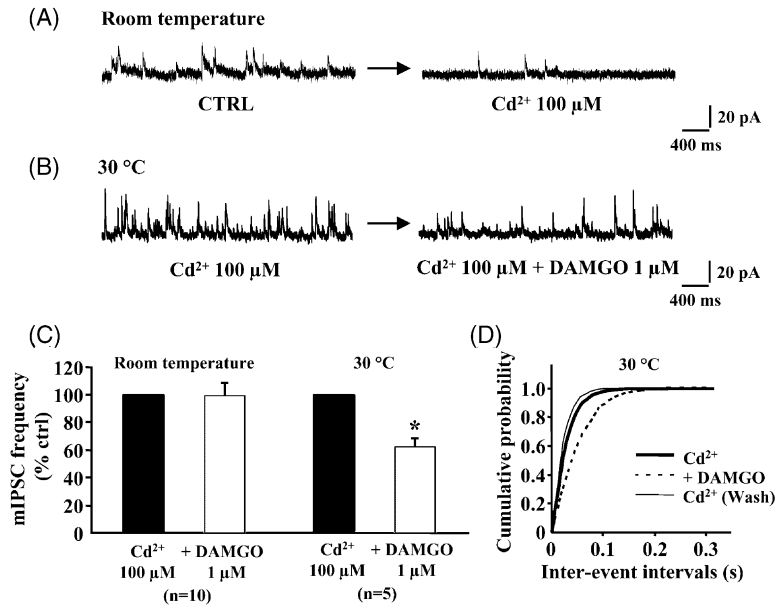 (A)
Room temperature
CTRL
Cd²⁺ 100 µM
20 pA
400 ms
(B)
30 °C
Cd²⁺ 100 µM
Cd²⁺ 100 µM + DAMGO 1 µM
20 pA
400 ms
(C)
mIPSC frequency
(% ctrl)
120
100
80
60
40
20
0
Room temperature
30 °C
*
Cd²⁺ + DAMGO
100 µM 1 µM
(n=10)
Cd²⁺ + DAMGO
100 µM 1 µM
(n=5)
(D)
30 °C
Cumulative probability
1.0
0.8
0.6
0.4
0.2
0
Cd²⁺
+ DAMGO
Cd²⁺ (Wash)
0 0.1 0.2 0.3
Inter-event intervals (s)